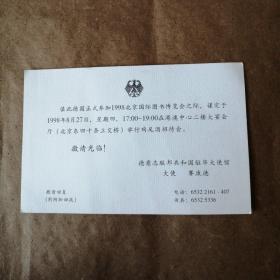 值此德国正式参加1998北京国际图书博览会之际，谨定于
1998年8月27日，星期四，17:00-19:00在港澳中心二楼大宴会
厅（北京东四十条立交桥）举行鸡尾酒招待会。
敬请光临！
德意志联邦共和国驻华大使馆
大使 赛康德
敬请回复
电话：6532 2161 - 407
传真：6532 5336